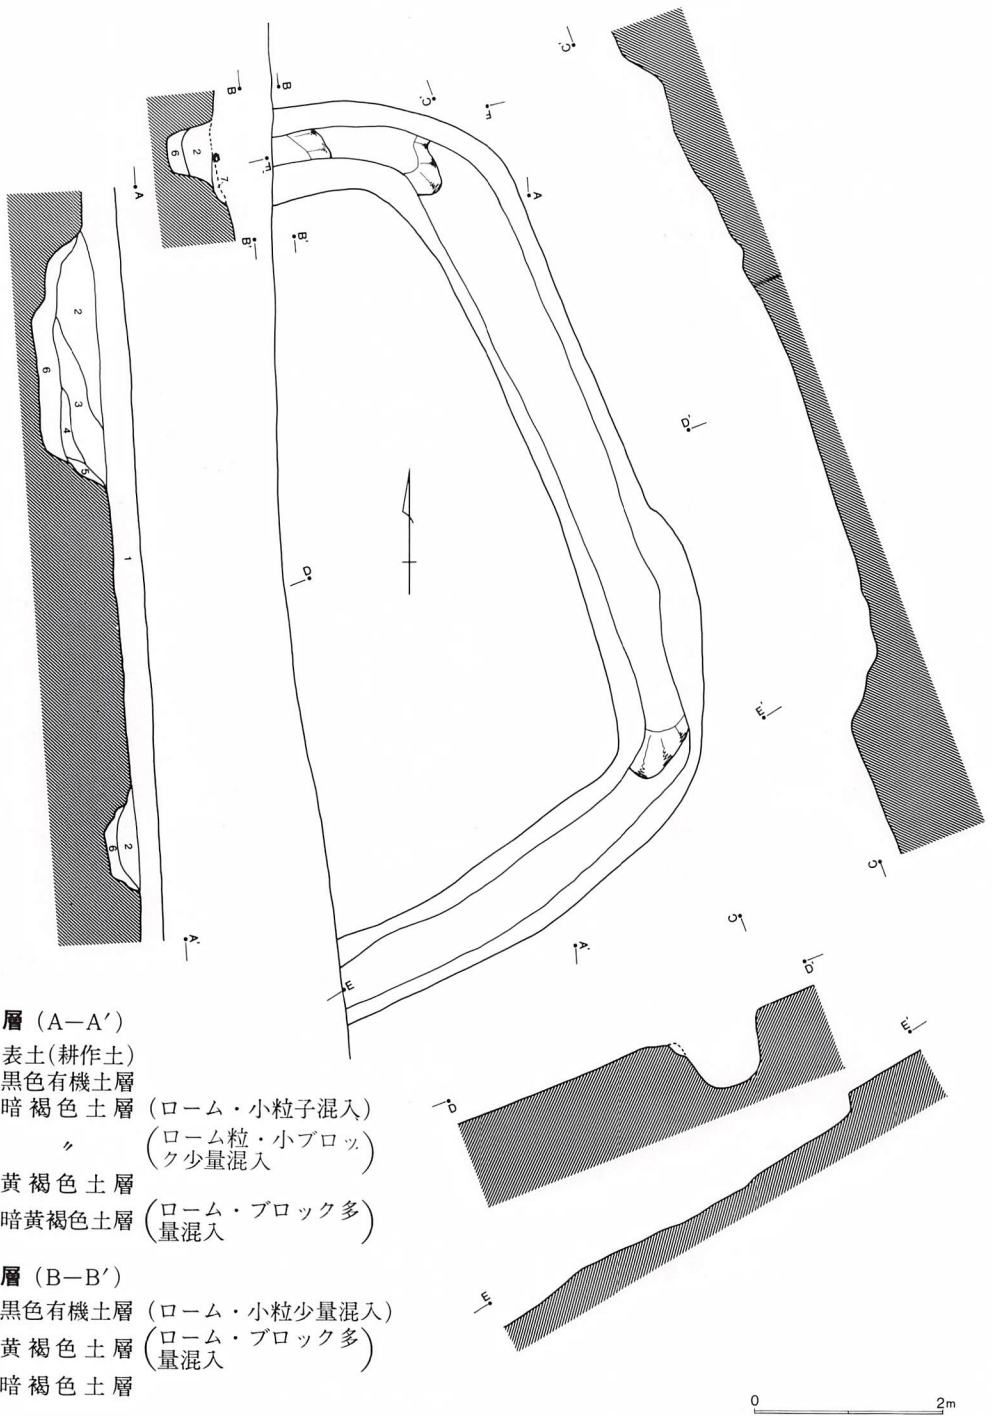 C'
B
B
C'
F
6
2
7
F'
A
A
B'
B'
2
6
3
4
5
D'
1
D
E'
6
2
C
C
A'
A'
E
D'
E'
D
E
層 (A—A′)
表土(耕作土)
黒色有機土層
暗褐色土層 (ローム・小粒子混入)
〃 (ローム粒・小ブロッ
ク少量混入)
黄褐色土層
暗黄褐色土層 (ローム・ブロック多
量混入)
層 (B—B′)
黒色有機土層 (ローム・小粒少量混入)
黄褐色土層 (ローム・ブロック多
量混入)
暗褐色土層
0 2m